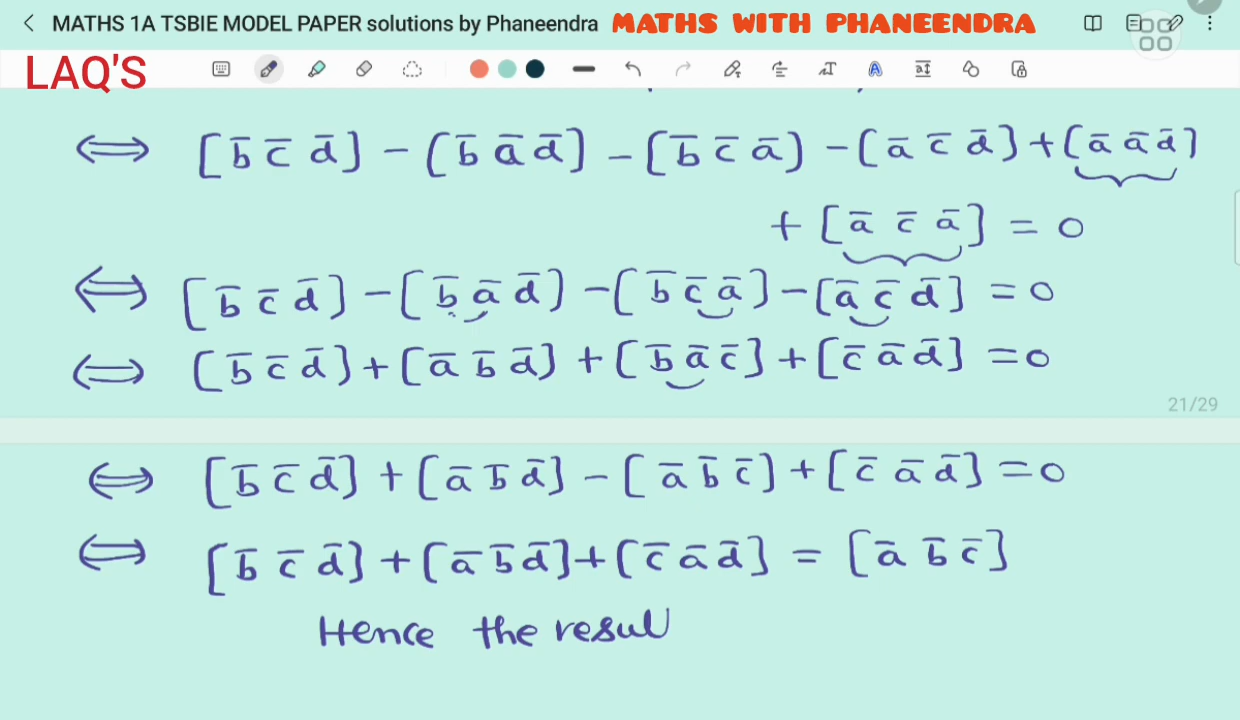 MATHS 1A TSBIE MODEL PAPER solutions by Phaneendra MATHS WITH PHANEENDRA
LAQ'S
⟺ [b̄ c̄ d̄] - [b̄ ā d̄] - [b̄ c̄ ā] - [ā c̄ d̄] + [ā ā d̄]
+ [ā c̄ ā] = 0
⟺ [b̄ c̄ d̄] - [b̄ ā d̄] - [b̄ c̄ ā] - [ā c̄ d̄] = 0
⟺ [b̄ c̄ d̄] + [ā b̄ d̄] + [b̄ ā c̄] + [c̄ ā d̄] = 0
21/29
⟺ [b̄ c̄ d̄] + [ā b̄ d̄] - [ā b̄ c̄] + [c̄ ā d̄] = 0
⟺ [b̄ c̄ d̄] + [ā b̄ d̄] + [c̄ ā d̄] = [ā b̄ c̄]
Hence the resul